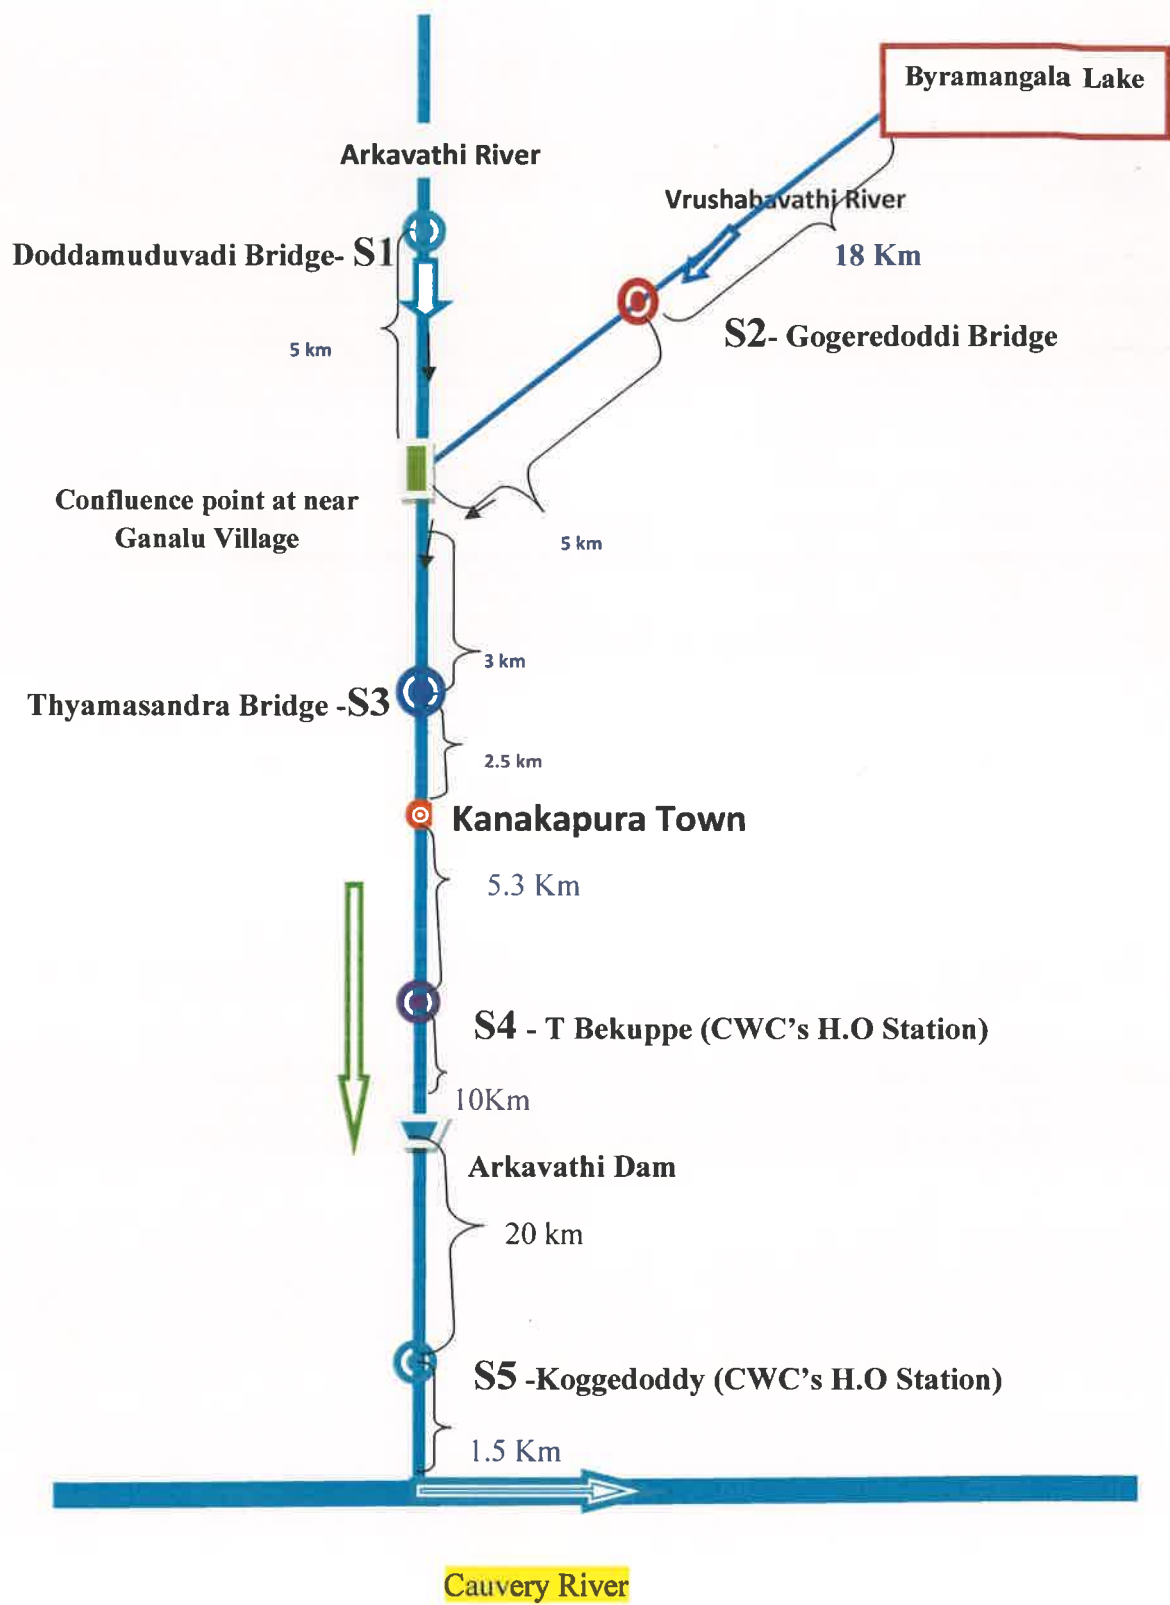 Byramangala Lake
Arkavathi River
Vrushabavathi River
Doddamuduvadi Bridge- S1
18 Km
S2- Gogeredoddi Bridge
5 km
Confluence point at near
Ganalu Village
5 km
3 km
Thyamasandra Bridge -S3
2.5 km
Kanakapura Town
5.3 Km
S4 - T Bekuppe (CWC's H.O Station)
10Km
Arkavathi Dam
20 km
S5 -Koggedoddy (CWC's H.O Station)
1.5 Km
Cauvery River